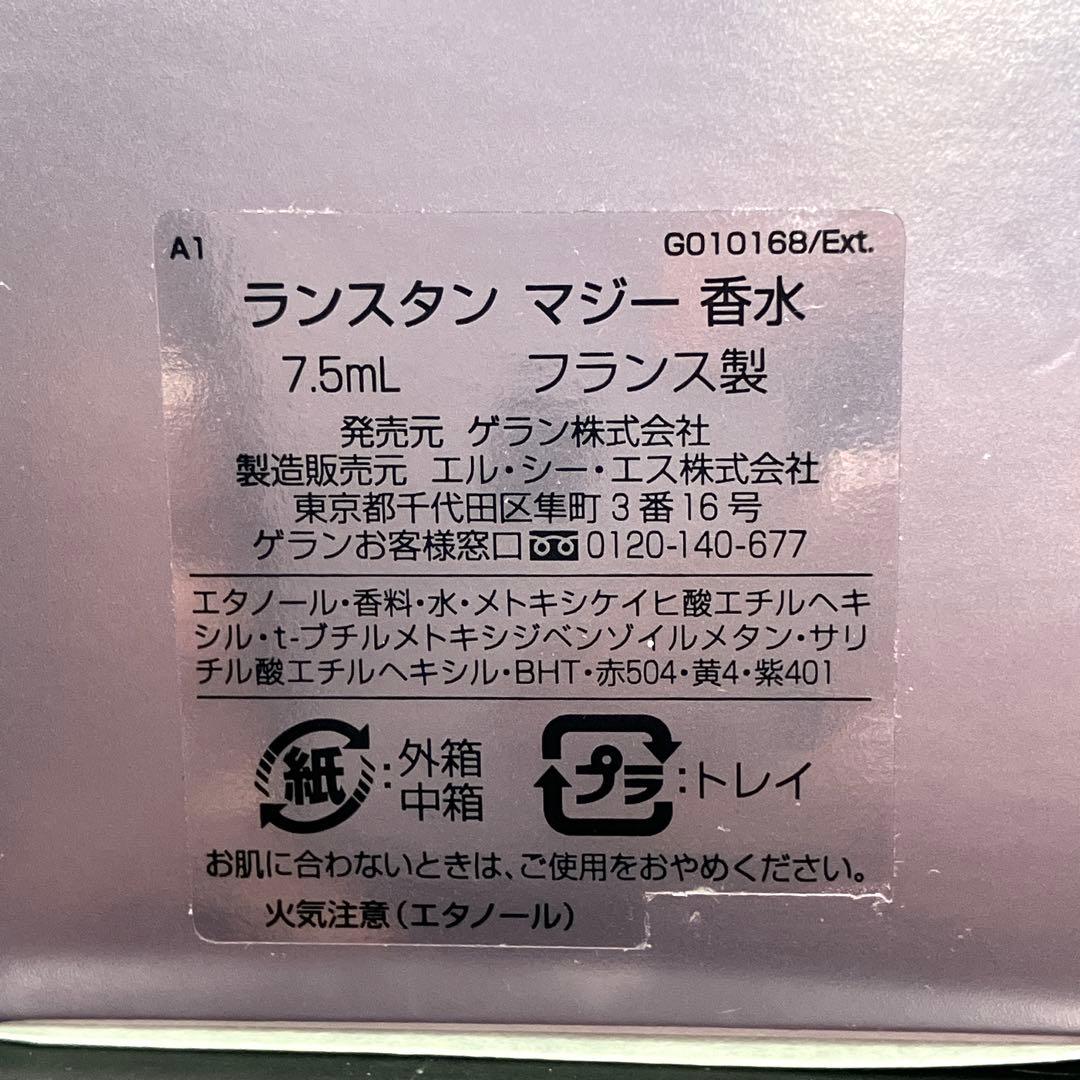 A1 G010168/Ext.
ランスタン マジー 香水
7.5mL フランス製
発売元 ゲラン株式会社
製造販売元 エル・シー・エス株式会社
東京都千代田区隼町3番16号
ゲランお客様窓口 0120-140-677
エタノール・香料・水・メトキシケイヒ酸エチルヘキ
シル・t-ブチルメトキシジベンゾイルメタン・サリ
チル酸エチルヘキシル・BHT・赤504・黄4・紫401
紙:外箱 プラ:トレイ
中箱
お肌に合わないときは、ご使用をおやめください。
火気注意(エタノール)